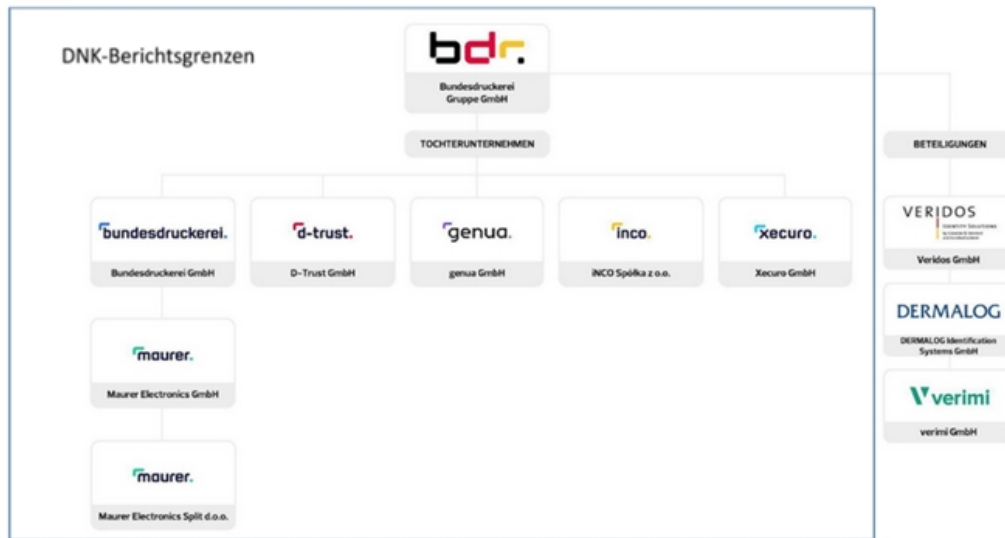 DNK-Berichtsgrenzen
bdr.
Bundesdruckerei
Gruppe GmbH
TOCHTERUNTERNEHMEN
BETEILIGUNGEN
bundesdruckerei.
Bundesdruckerei GmbH
d-trust.
D-Trust GmbH
genua.
genua GmbH
inco.
iNCO Spółka z o.o.
xecuro.
Xecuro GmbH
VERIDOS
Identity Solutions
Veridos GmbH
maurer.
Maurer Electronics GmbH
DERMALOG
DERMALOG Identification
Systems GmbH
verimi
verimi GmbH
maurer.
Maurer Electronics Split d.o.o.